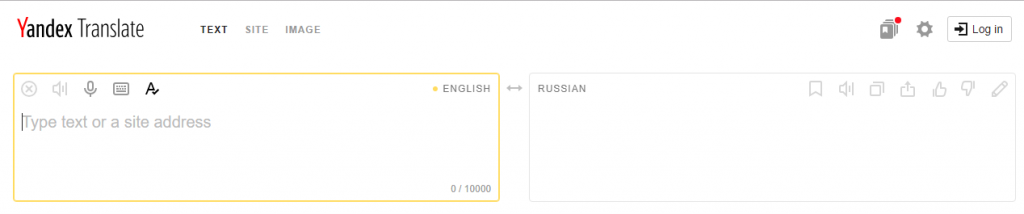 Yandex Translate TEXT SITE IMAGE Log in
ENGLISH RUSSIAN
Type text or a site address
0 / 10000